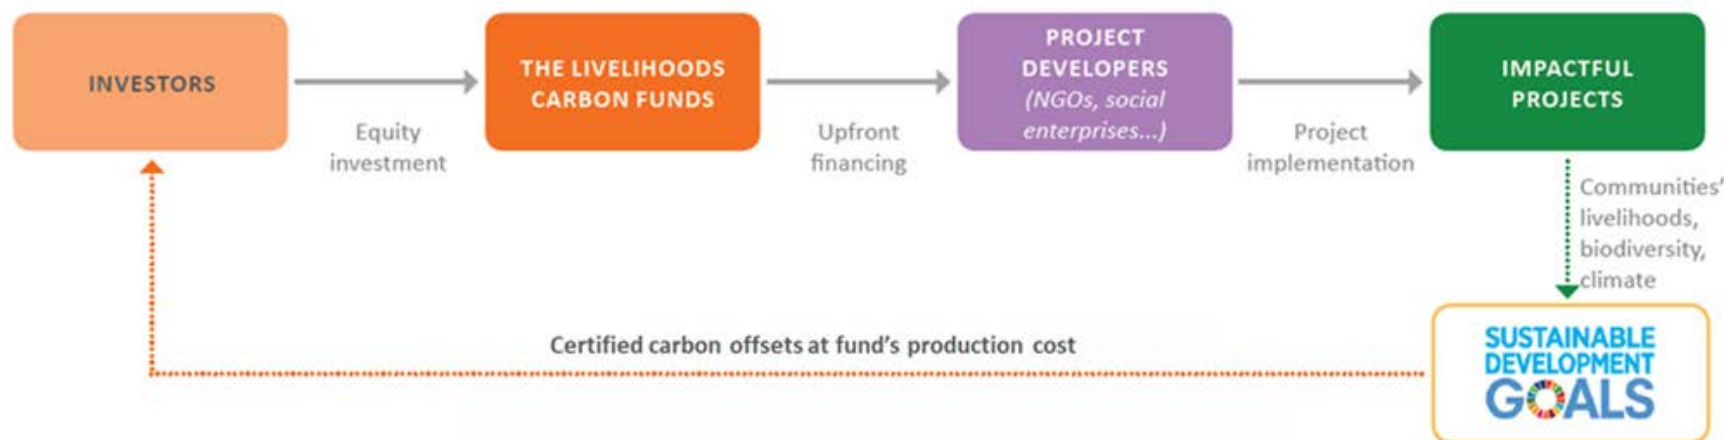 INVESTORS
THE LIVELIHOODS
CARBON FUNDS
PROJECT
DEVELOPERS
(NGOs, social
enterprises...)
IMPACTFUL
PROJECTS
Equity
investment
Upfront
financing
Project
implementation
Communities'
livelihoods,
biodiversity,
climate
Certified carbon offsets at fund's production cost
SUSTAINABLE
DEVELOPMENT
GOALS